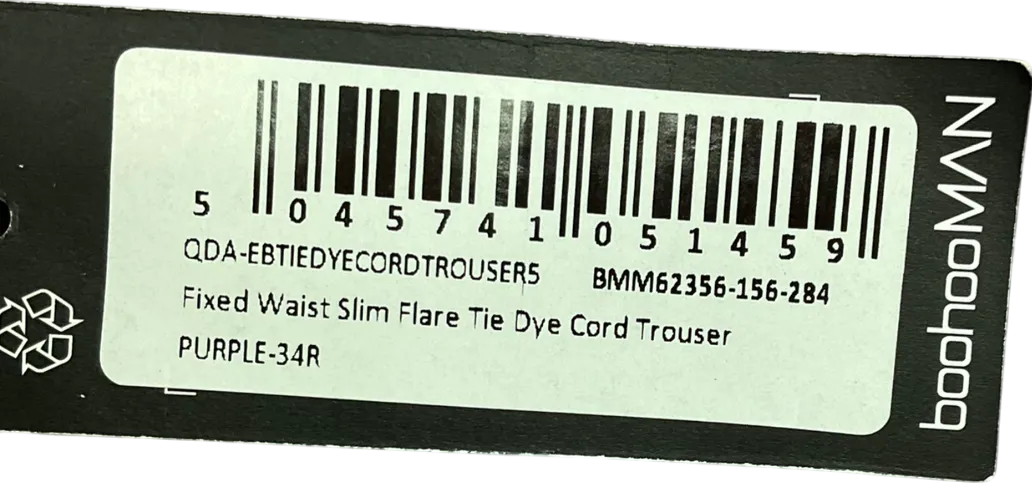 5 045741 051459
QDA-EBTIEDYECORDTROUSER5 BMM62356-156-284
Fixed Waist Slim Flare Tie Dye Cord Trouser
PURPLE-34R
boohooMAN